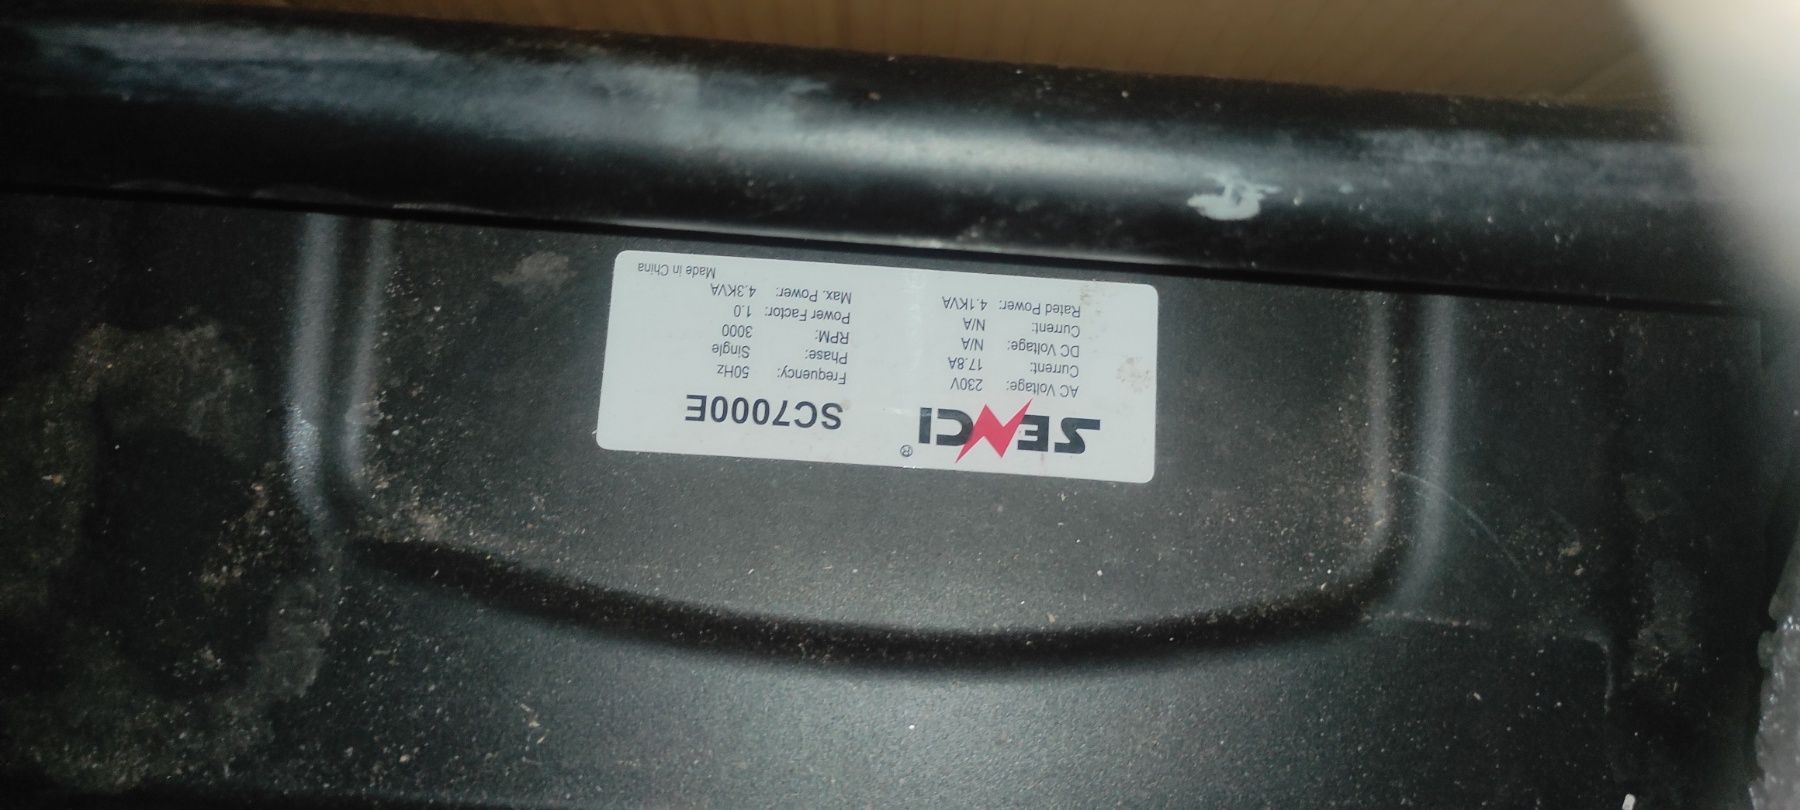 SENCI® SC7000E
AC Voltage: 230V Frequency: 50Hz
Current: 17.8A Phase: Single
DC Voltage: N/A RPM: 3000
Current: N/A Power Factor: 1.0
Rated Power: 4.1KVA Max. Power: 4.3KVA
Made in China